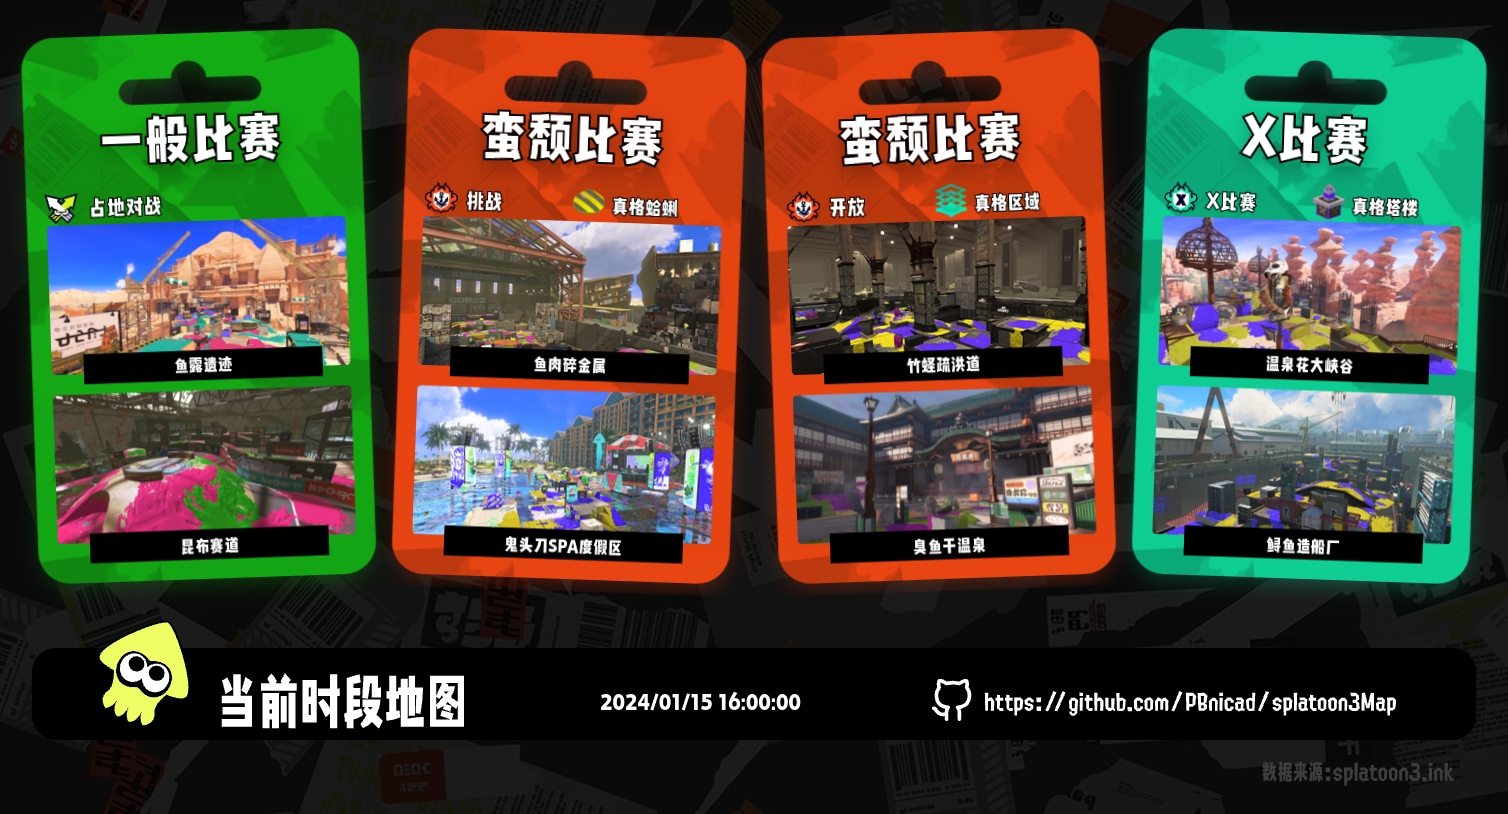 一般比赛
占地对战
鱼露遗迹
昆布赛道
蛮颓比赛
挑战
真格蛤蜊
鱼肉碎金属
鬼头刀SPA度假区
蛮颓比赛
开放
真格区域
竹蛏疏洪道
臭鱼干温泉
X比赛
X比赛
真格塔楼
温泉花大峡谷
鲟鱼造船厂
当前时段地图
2024/01/15 16:00:00
https://github.com/PBnicad/splatoon3Map
数据来源:splatoon3.ink